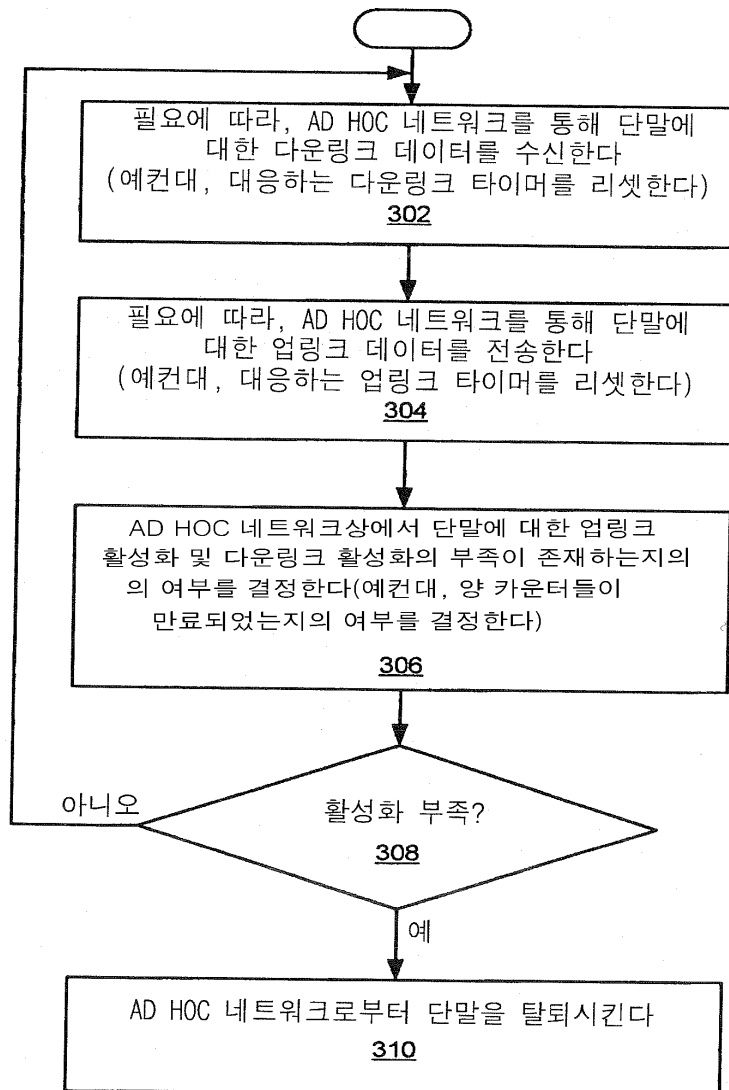 필요에 따라, AD HOC 네트워크를 통해 단말에
대한 다운링크 데이터를 수신한다
(예컨대, 대응하는 다운링크 타이머를 리셋한다)
302
필요에 따라, AD HOC 네트워크를 통해 단말에
대한 업링크 데이터를 전송한다
(예컨대, 대응하는 업링크 타이머를 리셋한다)
304
AD HOC 네트워크상에서 단말에 대한 업링크
활성화 및 다운링크 활성화의 부족이 존재하는지의
의 여부를 결정한다(예컨대, 양 카운터들이
만료되었는지의 여부를 결정한다)
306
아니오
활성화 부족?
308
예
AD HOC 네트워크로부터 단말을 탈퇴시킨다
310